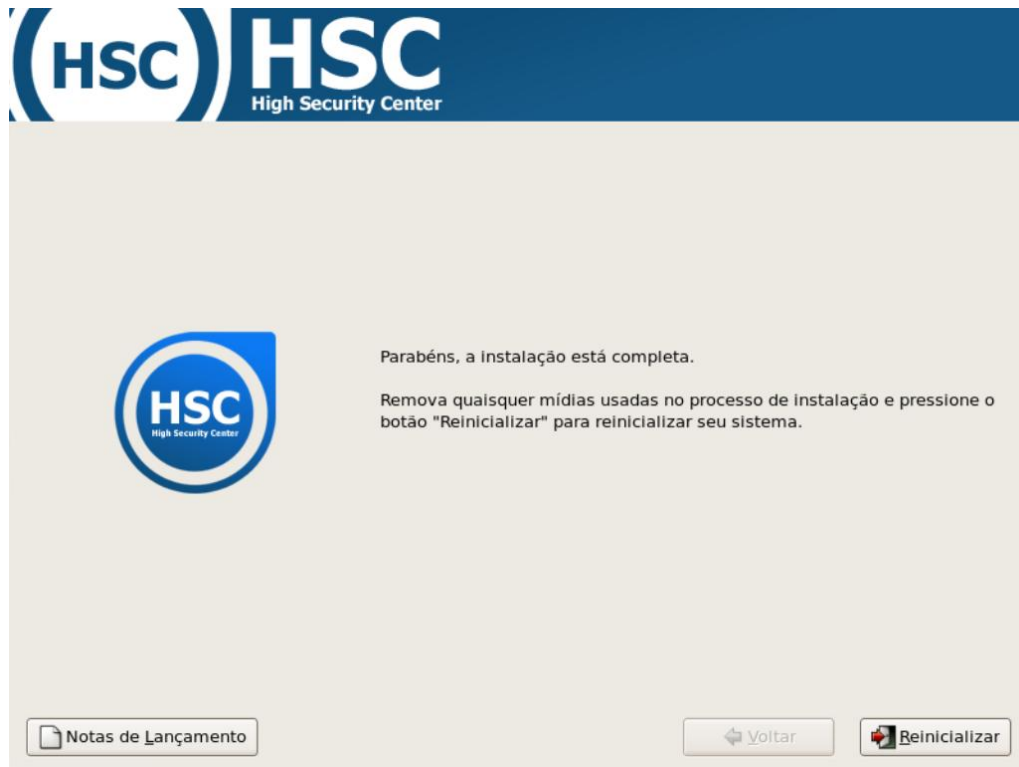 HSC
HSC
High Security Center
Parabéns, a instalação está completa.
Remova quaisquer mídias usadas no processo de instalação e pressione o
botão "Reinicializar" para reinicializar seu sistema.
HSC
High Security Center
Notas de Lançamento
Voltar
Reinicializar